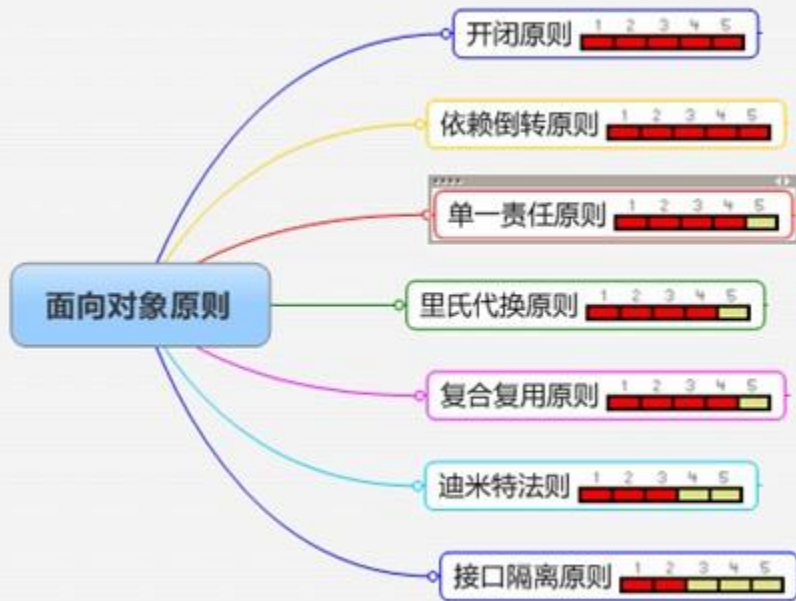 开闭原则 1 2 3 4 5
依赖倒转原则 1 2 3 4 5
单一责任原则 1 2 3 4 5
里氏代换原则 1 2 3 4 5
面向对象原则
复合复用原则 1 2 3 4 5
迪米特法则 1 2 3 4 5
接口隔离原则 1 2 3 4 5